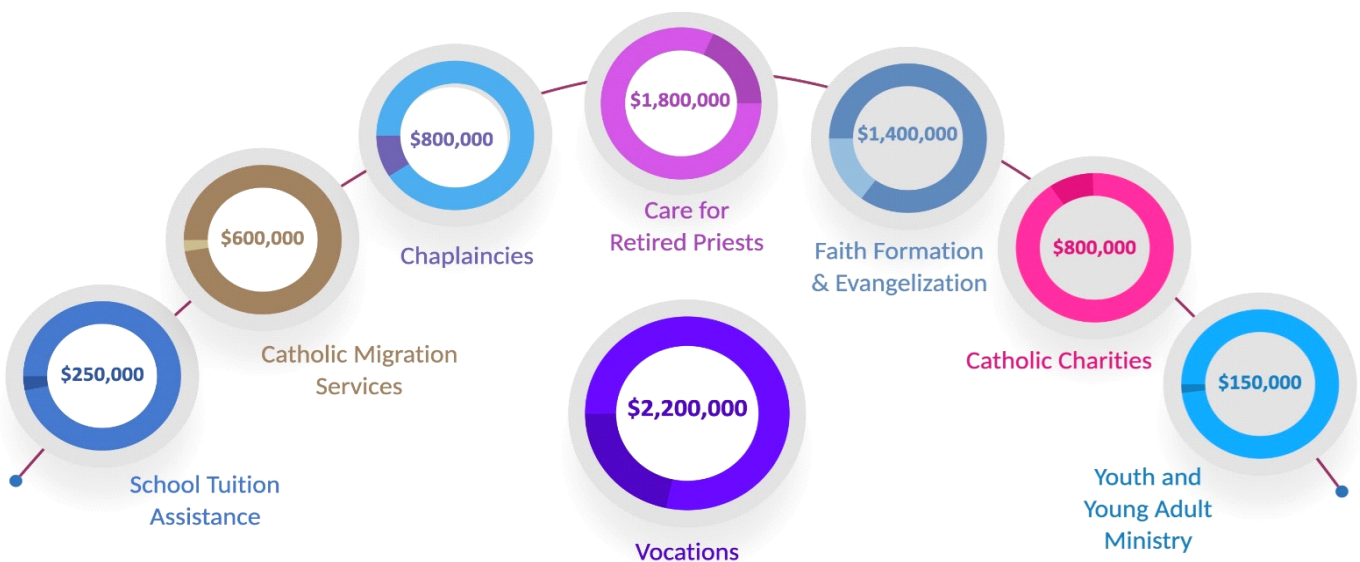 $250,000
School Tuition
Assistance
$600,000
Catholic Migration
Services
$800,000
Chaplaincies
$1,800,000
Care for
Retired Priests
$1,400,000
Faith Formation
& Evangelization
$800,000
Catholic Charities
$150,000
Youth and
Young Adult
Ministry
$2,200,000
Vocations